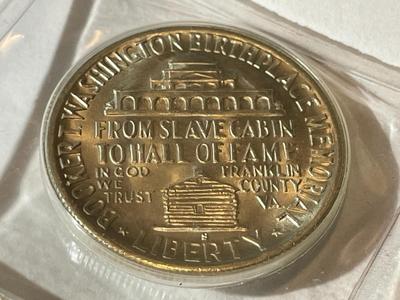 BOOKER T. WASHINGTON BIRTHPLACE MEMORIAL
FROM SLAVE CABIN
TO HALL OF FAME
IN GOD
WE
TRUST
FRANKLIN
COUNTY
VA.
S
LIBERTY